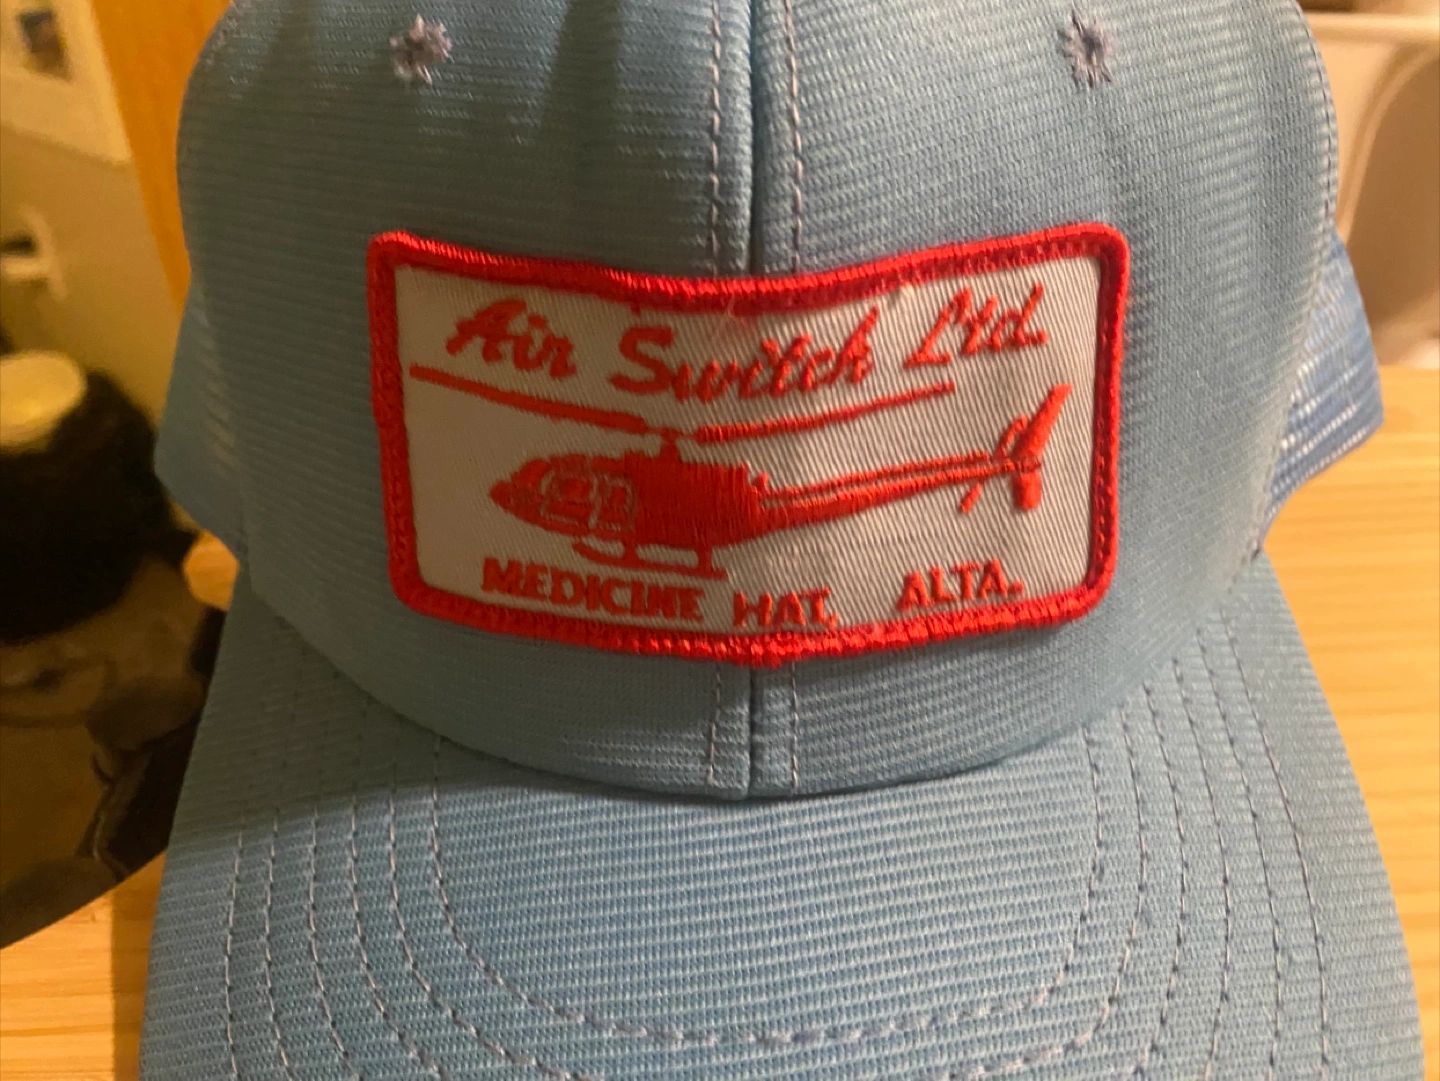 Air Switch Ltd.
MEDICINE HAT, ALTA.